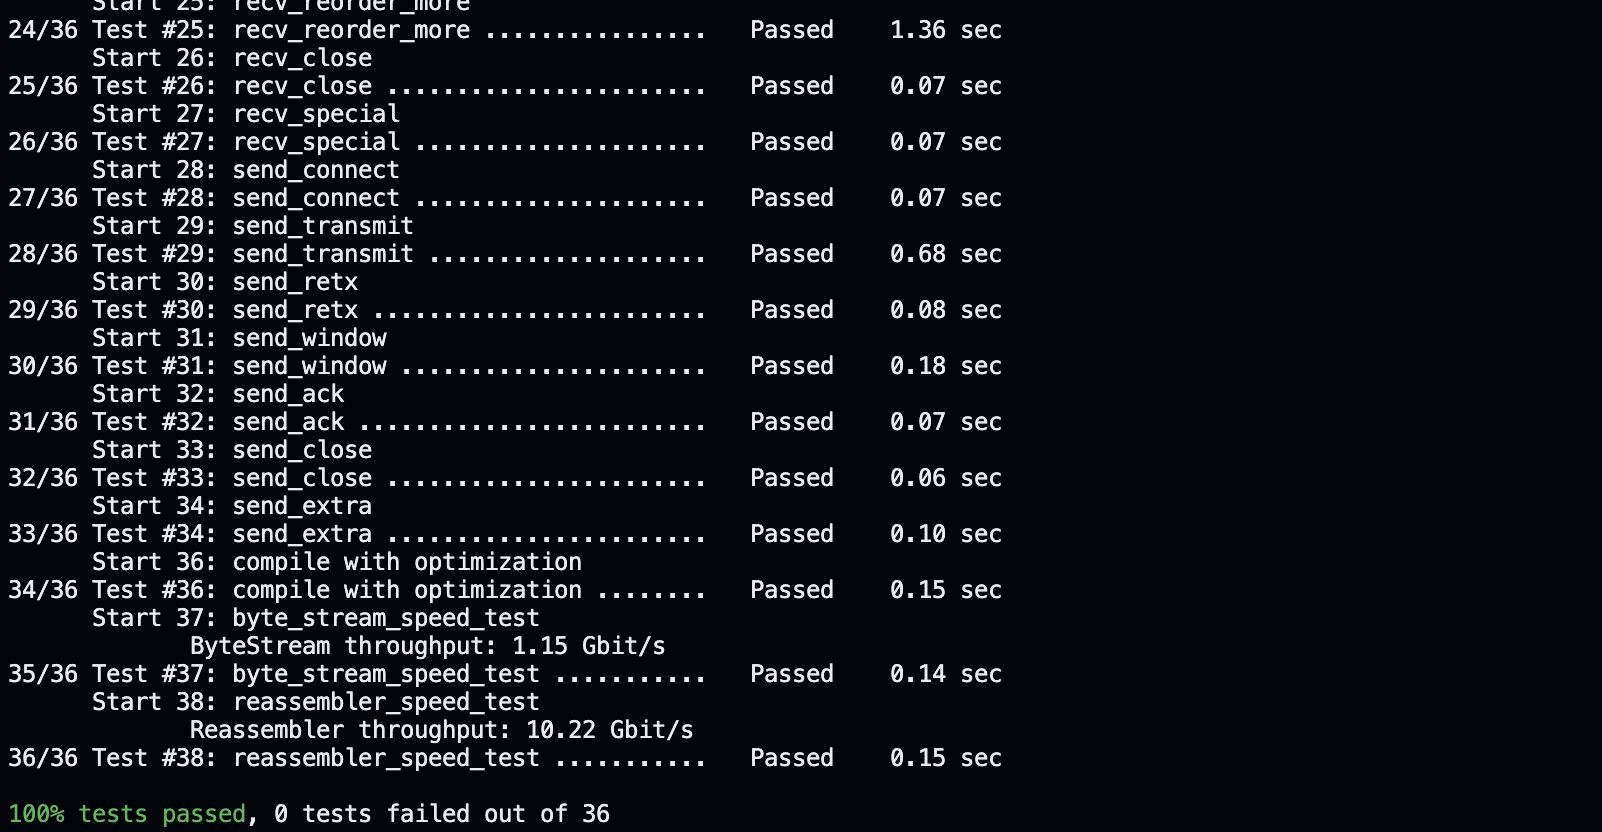 Start 25: recv_reorder_more
24/36 Test #25: recv_reorder_more ................   Passed    1.36 sec
      Start 26: recv_close
25/36 Test #26: recv_close .......................   Passed    0.07 sec
      Start 27: recv_special
26/36 Test #27: recv_special .....................   Passed    0.07 sec
      Start 28: send_connect
27/36 Test #28: send_connect .....................   Passed    0.07 sec
      Start 29: send_transmit
28/36 Test #29: send_transmit ....................   Passed    0.68 sec
      Start 30: send_retx
29/36 Test #30: send_retx ........................   Passed    0.08 sec
      Start 31: send_window
30/36 Test #31: send_window ......................   Passed    0.18 sec
      Start 32: send_ack
31/36 Test #32: send_ack .........................   Passed    0.07 sec
      Start 33: send_close
32/36 Test #33: send_close .......................   Passed    0.06 sec
      Start 34: send_extra
33/36 Test #34: send_extra .......................   Passed    0.10 sec
      Start 36: compile with optimization
34/36 Test #36: compile with optimization ........   Passed    0.15 sec
      Start 37: byte_stream_speed_test
             ByteStream throughput: 1.15 Gbit/s
35/36 Test #37: byte_stream_speed_test ...........   Passed    0.14 sec
      Start 38: reassembler_speed_test
             Reassembler throughput: 10.22 Gbit/s
36/36 Test #38: reassembler_speed_test ...........   Passed    0.15 sec

100% tests passed, 0 tests failed out of 36